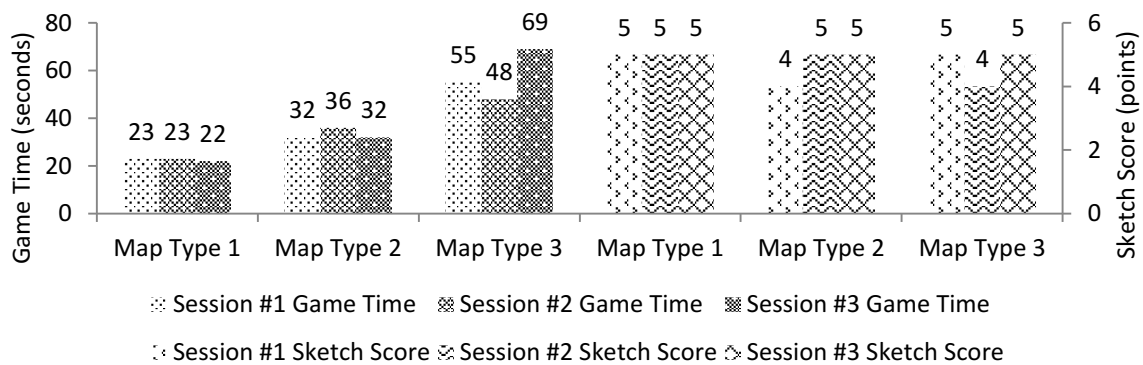 Game Time (seconds)
80
60
40
20
0
23 23 22
32 36 32
55 48 69
5 5 5
4 5 5
5 4 5
6
4
2
0
Sketch Score (points)
Map Type 1 Map Type 2 Map Type 3 Map Type 1 Map Type 2 Map Type 3
Session #1 Game Time Session #2 Game Time Session #3 Game Time
Session #1 Sketch Score Session #2 Sketch Score Session #3 Sketch Score